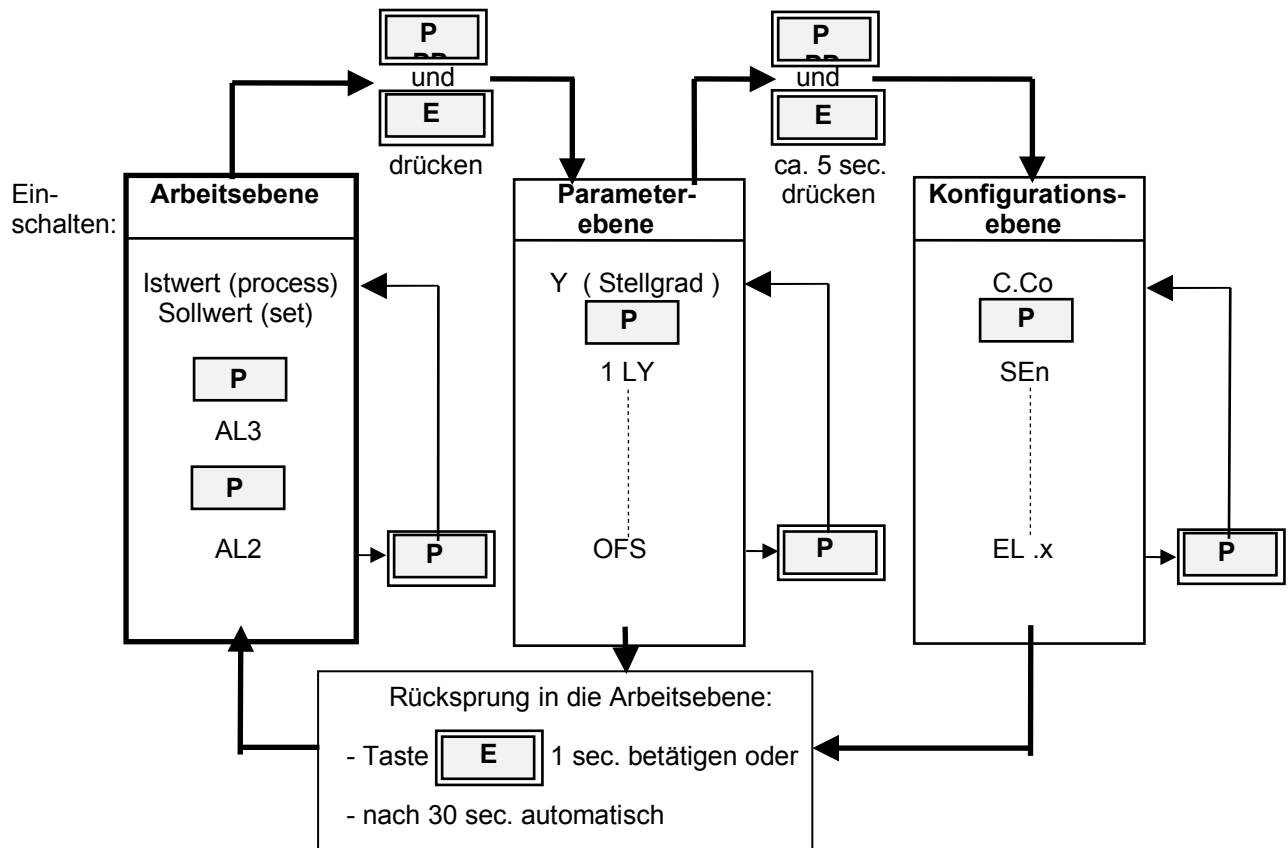 P
und
E
drücken
P
und
E
ca. 5 sec.
drücken
Ein-
schalten:
Arbeitsebene
Istwert (process)
Sollwert (set)
P
AL3
P
AL2
P
Parameter-
ebene
Y ( Stellgrad )
P
1 LY
OFS
P
Konfigurations-
ebene
C.Co
P
SEn
EL .x
P
Rücksprung in die Arbeitsebene:
- Taste E 1 sec. betätigen oder
- nach 30 sec. automatisch